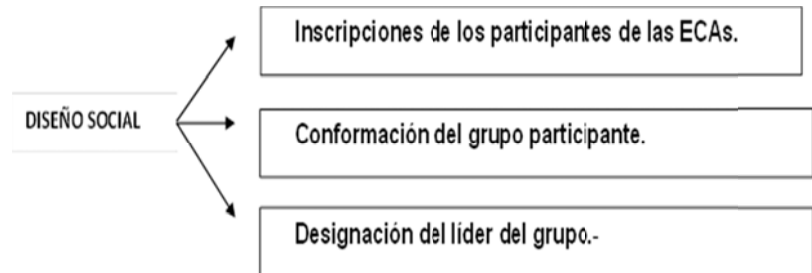 Inscripciones de los participantes de las ECAs.
DISEÑO SOCIAL
Conformación del grupo participante.
Designación del líder del grupo.-